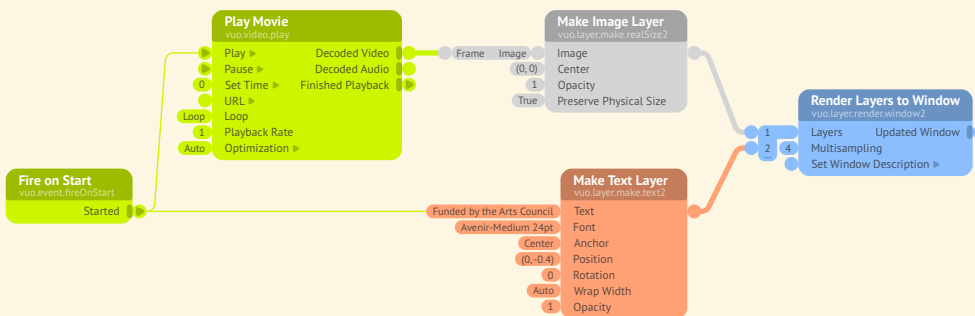 Play Movie
vuo.video.play
Play Decoded Video
Pause Decoded Audio
0 Set Time Finished Playback
URL
Loop Loop
1 Playback Rate
Auto Optimization
Frame Image
Make Image Layer
vuo.layer.make.realSize2
Image
(0, 0) Center
1 Opacity
True Preserve Physical Size
Render Layers to Window
vuo.layer.render.window2
1 Layers Updated Window
2 4 Multisampling
... Set Window Description
Fire on Start
vuo.event.fireOnStart
Started
Make Text Layer
vuo.layer.make.text2
Funded by the Arts Council Text
Avenir-Medium 24pt Font
Center Anchor
(0,-0.4) Position
0 Rotation
Auto Wrap Width
1 Opacity